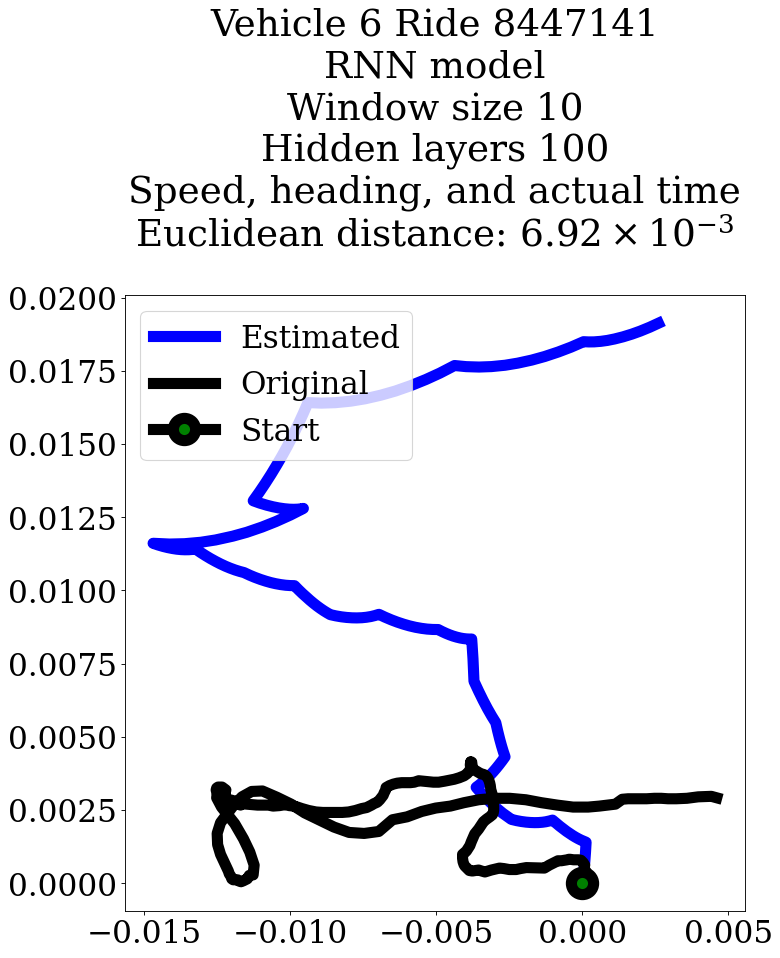 Vehicle 6 Ride 8447141
RNN model
Window size 10
Hidden layers 100
Speed, heading, and actual time
Euclidean distance: 6.92 × 10⁻³
0.0200
0.0175
0.0150
0.0125
0.0100
0.0075
0.0050
0.0025
0.0000
Estimated
Original
Start
−0.015 −0.010 −0.005 0.000 0.005